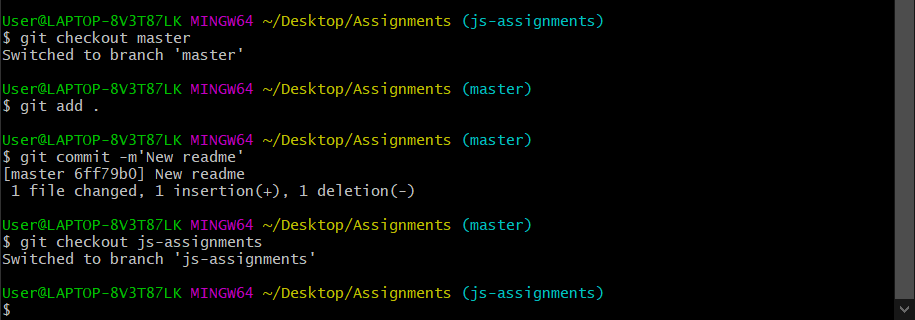 User@LAPTOP-8V3T87LK MINGW64 ~/Desktop/Assignments (js-assignments)
$ git checkout master
Switched to branch 'master'
User@LAPTOP-8V3T87LK MINGW64 ~/Desktop/Assignments (master)
$ git add .
User@LAPTOP-8V3T87LK MINGW64 ~/Desktop/Assignments (master)
$ git commit -m'New readme'
[master 6ff79b0] New readme
 1 file changed, 1 insertion(+), 1 deletion(-)
User@LAPTOP-8V3T87LK MINGW64 ~/Desktop/Assignments (master)
$ git checkout js-assignments
Switched to branch 'js-assignments'
User@LAPTOP-8V3T87LK MINGW64 ~/Desktop/Assignments (js-assignments)
$